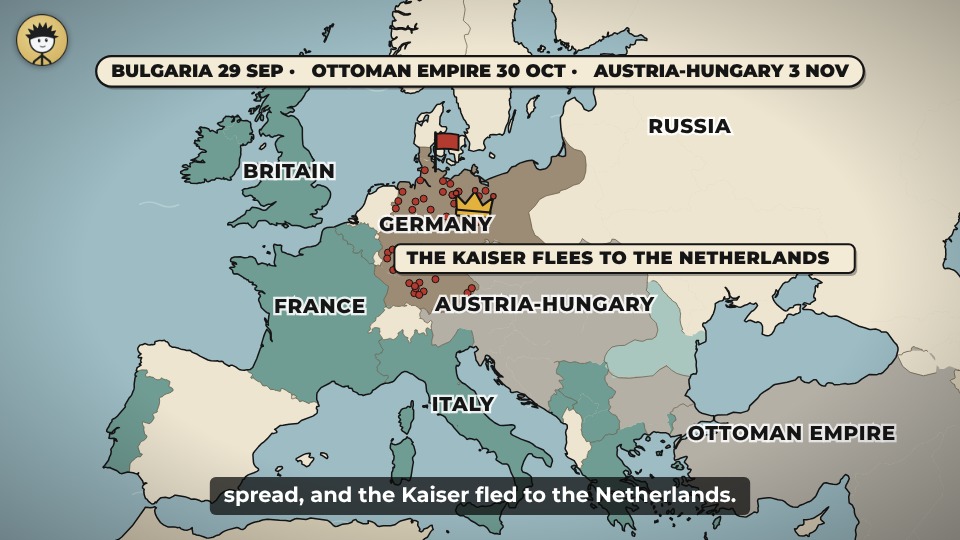 BULGARIA 29 SEP • OTTOMAN EMPIRE 30 OCT • AUSTRIA-HUNGARY 3 NOV
RUSSIA
BRITAIN
GERMANY
THE KAISER FLEES TO THE NETHERLANDS
FRANCE
AUSTRIA-HUNGARY
ITALY
OTTOMAN EMPIRE
spread, and the Kaiser fled to the Netherlands.